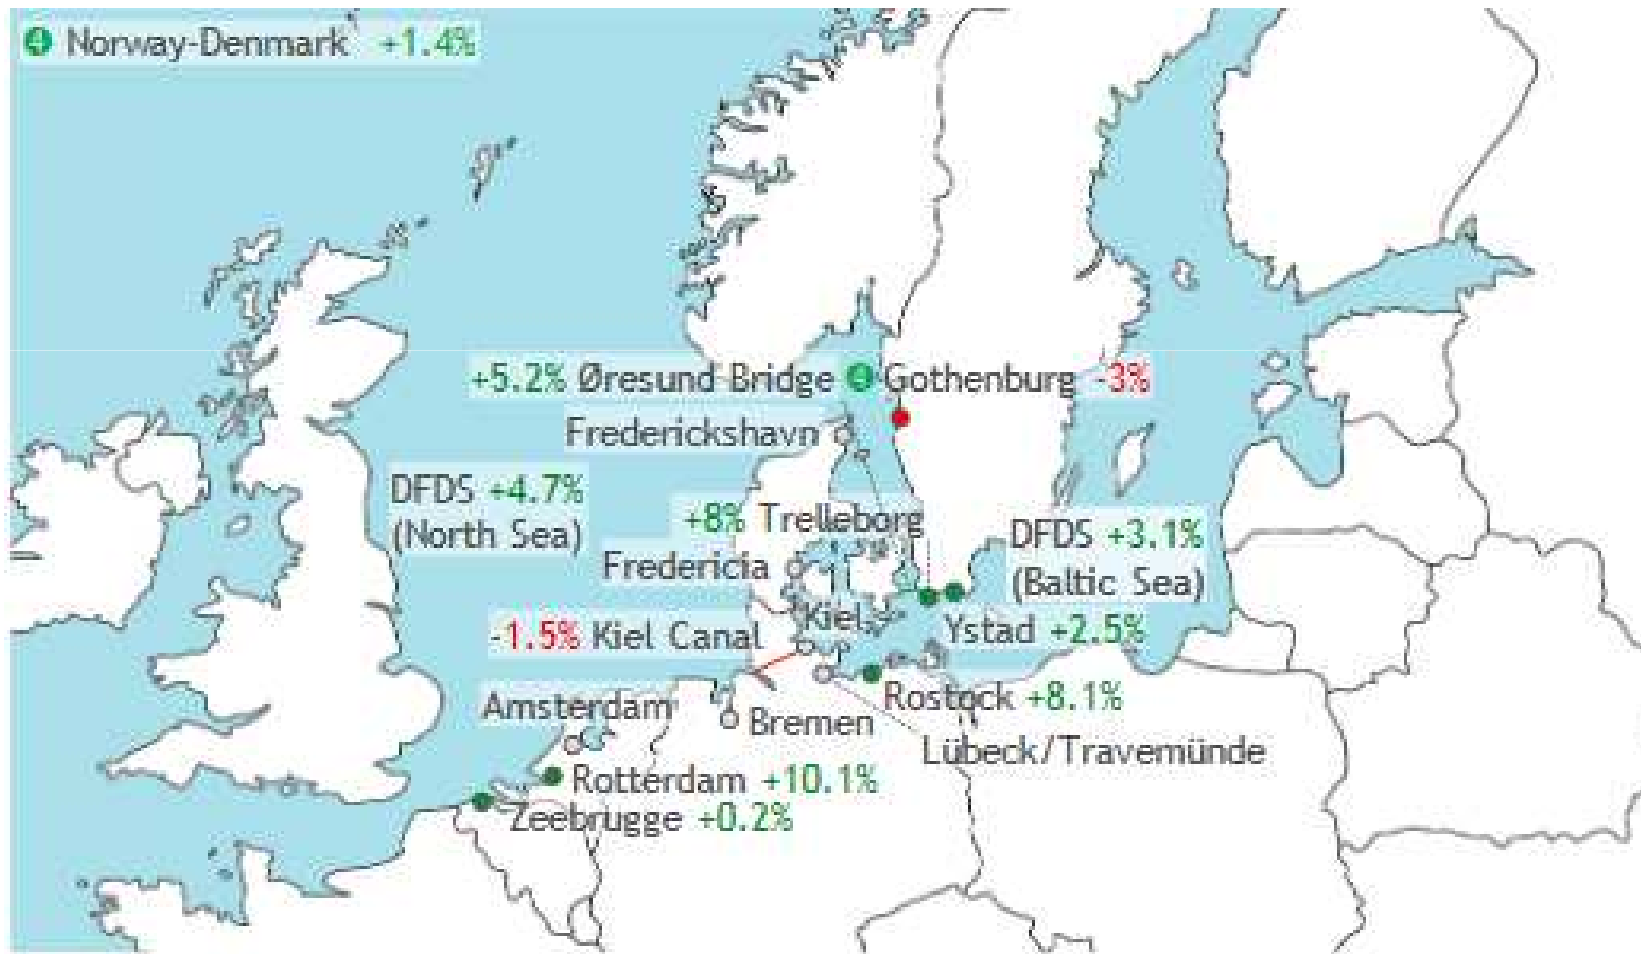 4 Norway-Denmark +1.4%
+5.2% Øresund Bridge 4 Gothenburg -3%
Frederickshavn
DFDS +4.7%
(North Sea)
+8% Trelleborg
DFDS +3.1%
(Baltic Sea)
Fredericia
Kiel
-1.5% Kiel Canal
Ystad +2.5%
Rostock +8.1%
Amsterdam
Bremen
Lübeck/Travemünde
Rotterdam +10.1%
Zeebrugge +0.2%